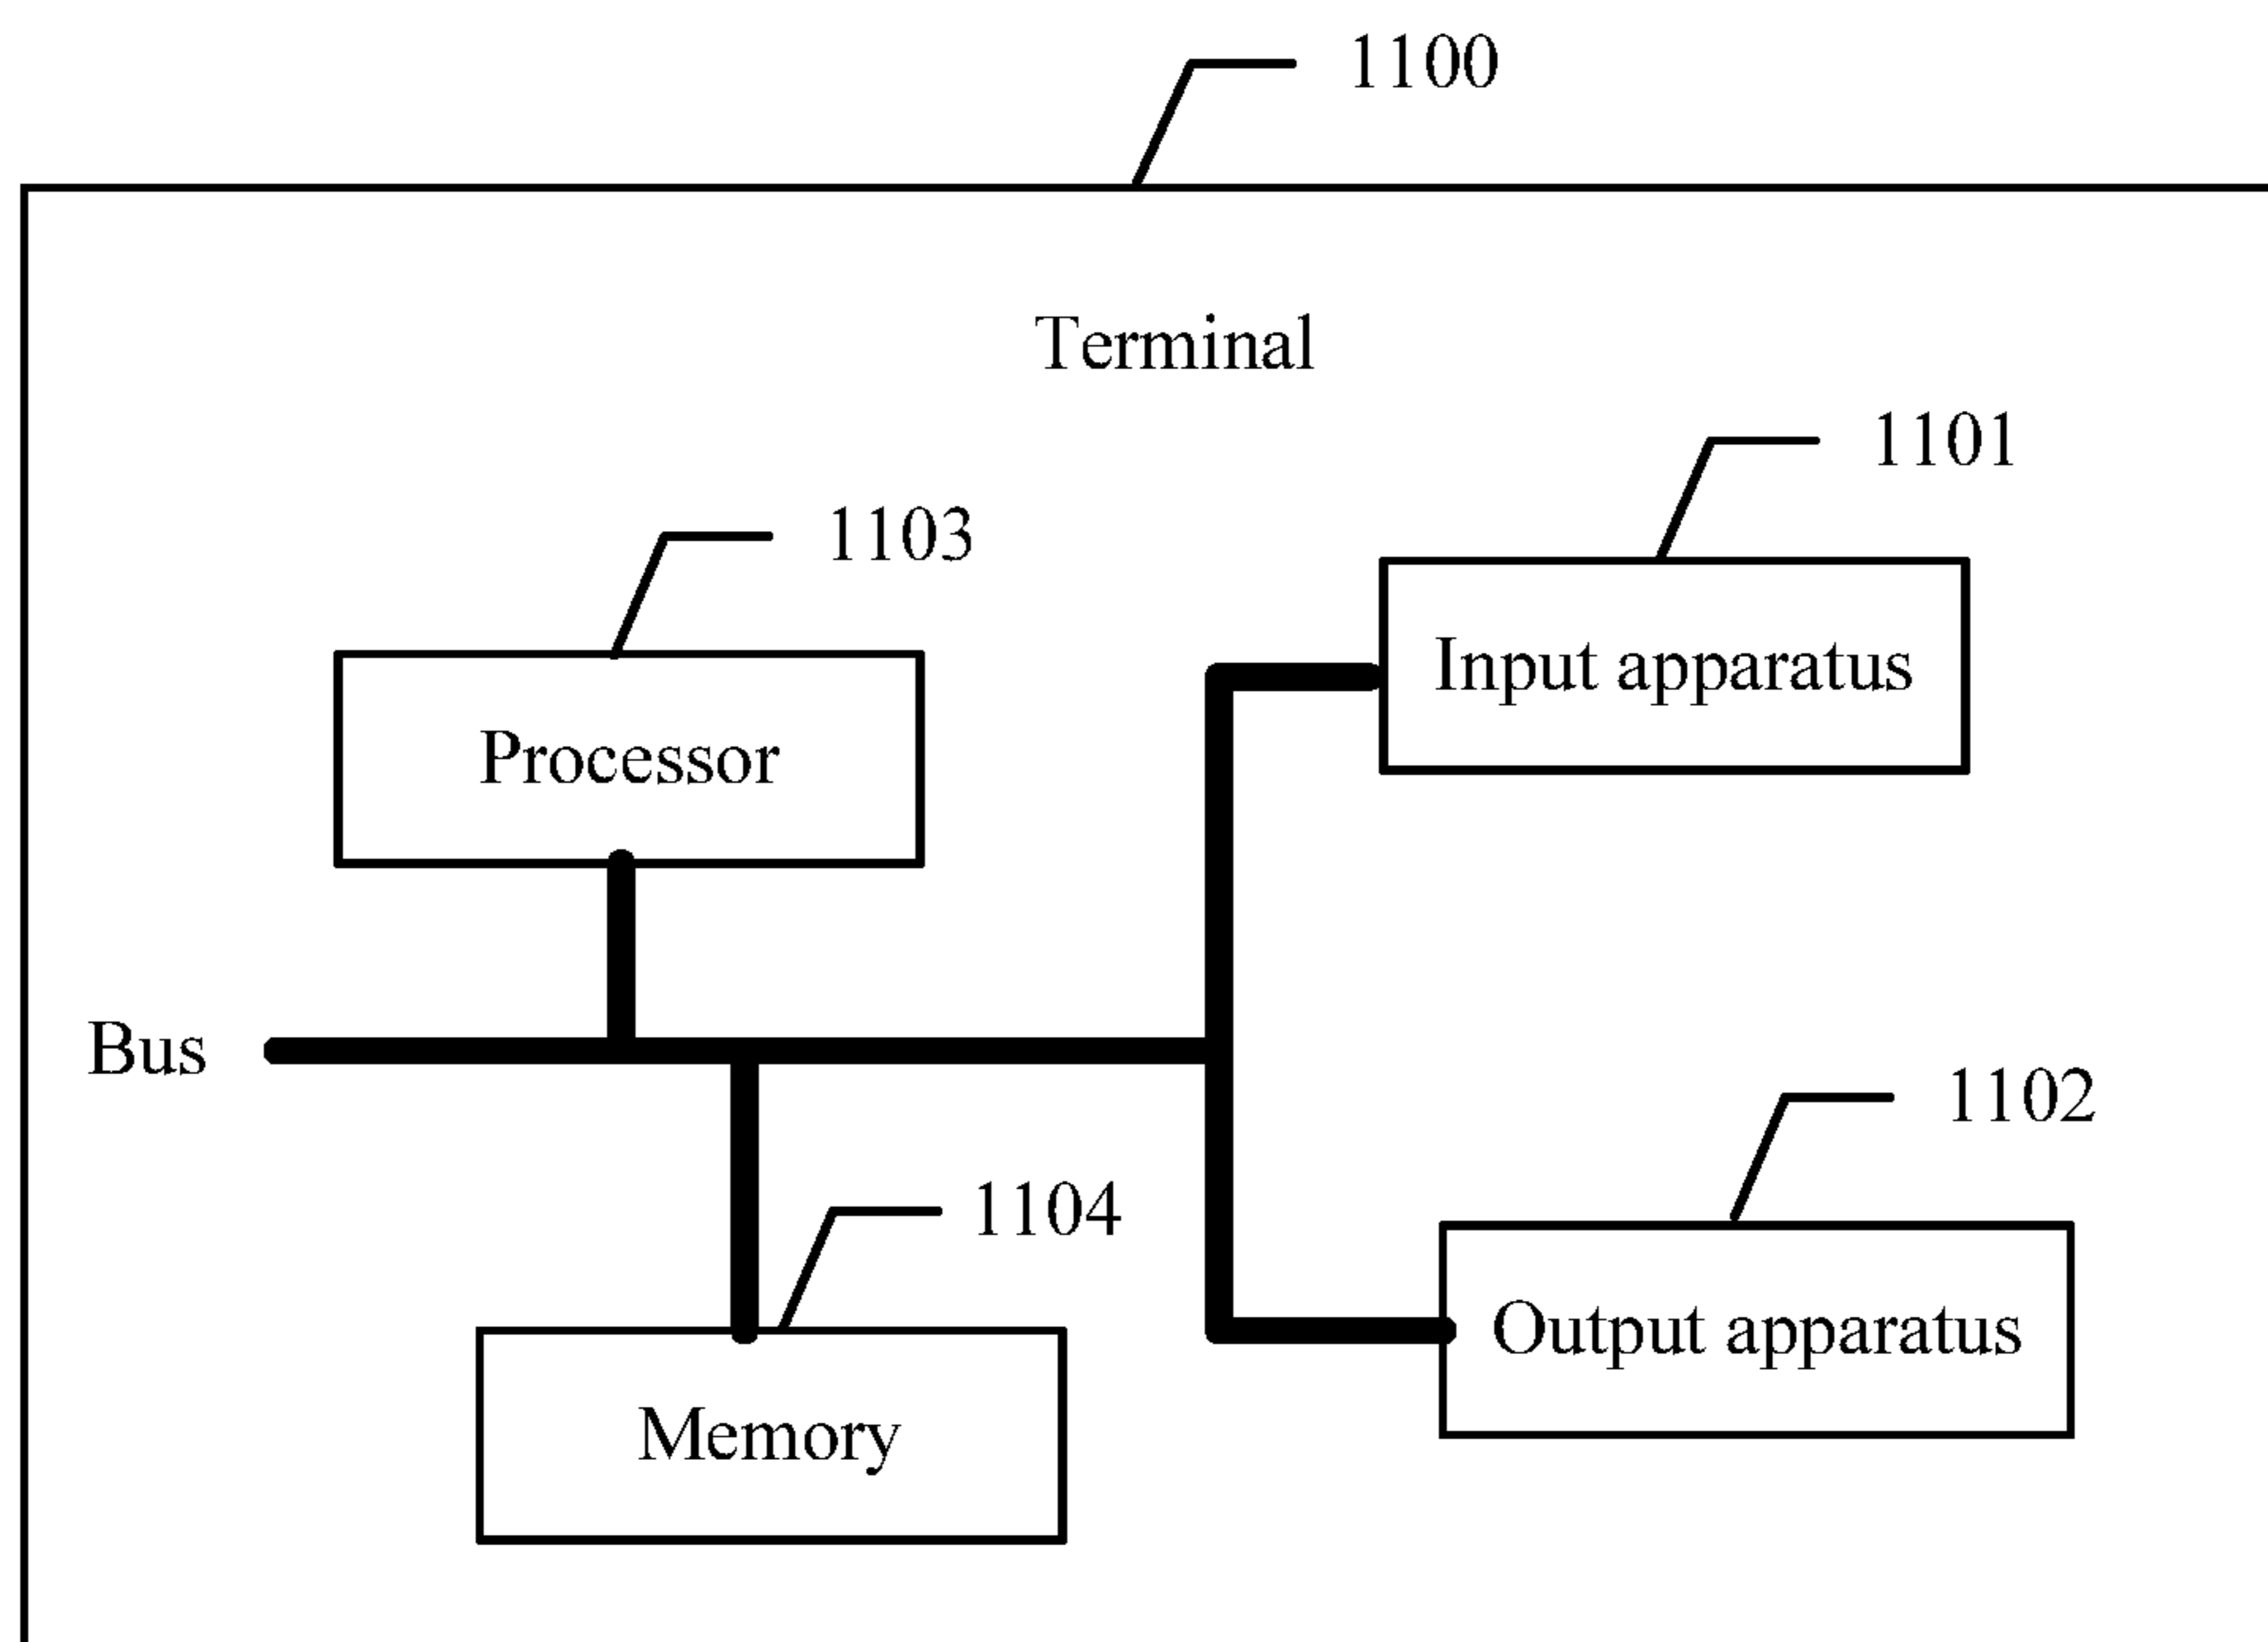 1100
Terminal
1101
1103
Input apparatus
Processor
Bus
1102
1104
Output apparatus
Memory